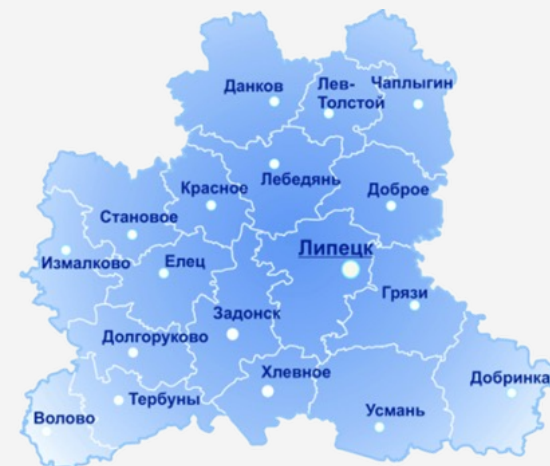 Данков
Лев-
Толстой
Чаплыгин
Лебедянь
Красное
Доброе
Становое
Липецк
Измалково
Елец
Грязи
Задонск
Долгоруково
Хлевное
Добринка
Тербуны
Усмань
Волово